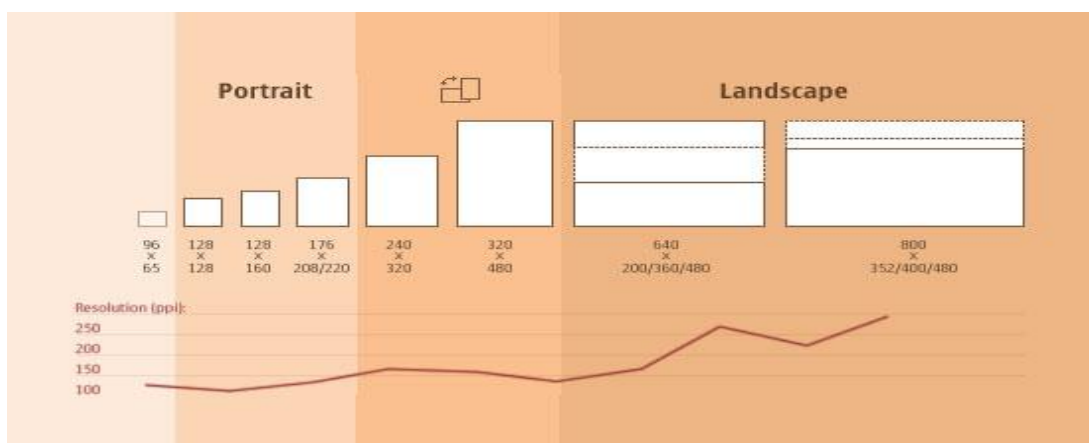 Portrait
Landscape
96 128 128 176 240 320 640 800
× × × × × × × ×
65 128 160 208/220 320 480 200/360/480 352/400/480
Resolution (ppi):
250
200
150
100